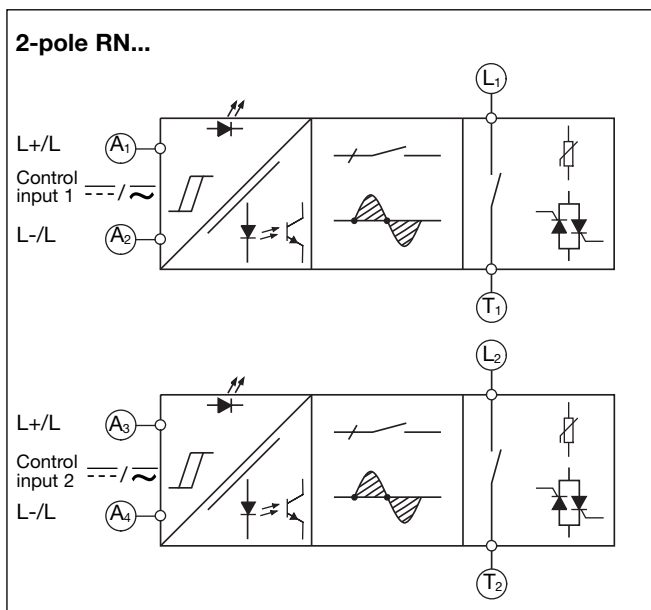 2-pole RN...
L₁
L+/L A₁
Control
input 1 ⎓/~
L-/L A₂
T₁
L₂
L+/L A₃
Control
input 2 ⎓/~
L-/L A₄
T₂